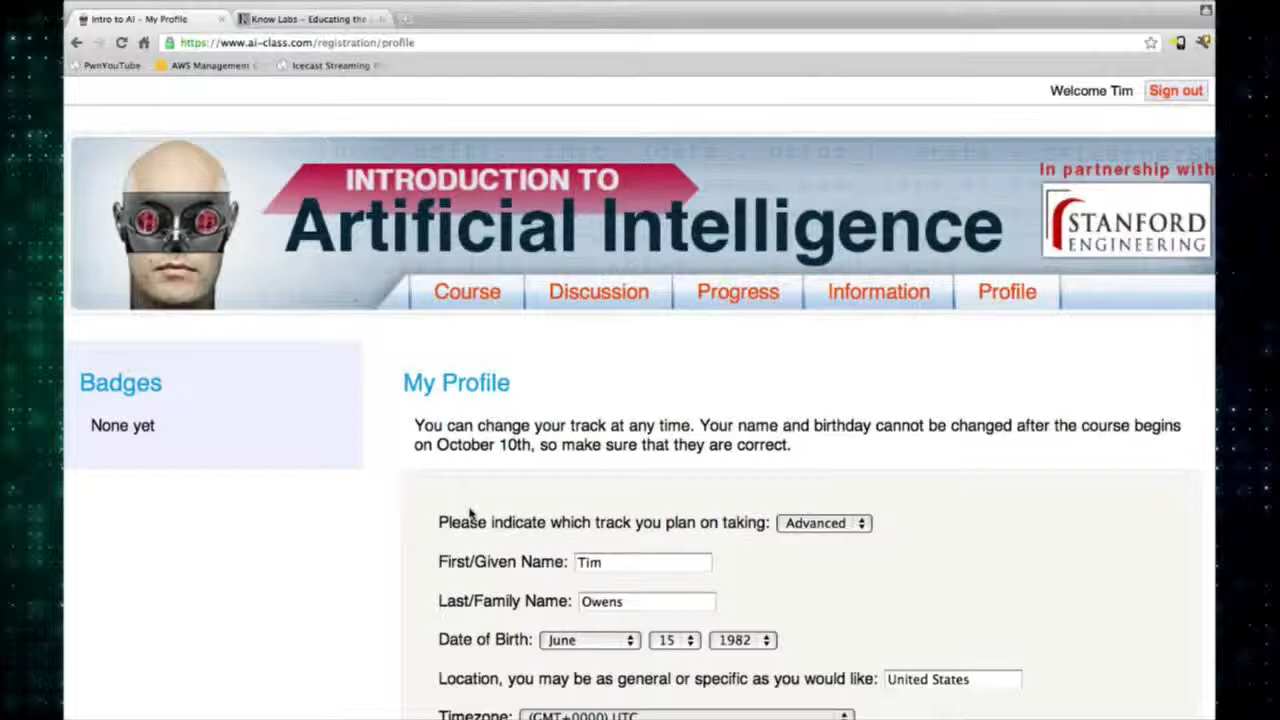 Intro to AI – My Profile
Know Labs – Educating the
https://www.ai-class.com/registration/profile
PwnYouTube
AWS Management
Icecast Streaming
Welcome Tim
Sign out
In partnership with
INTRODUCTION TO
Artificial Intelligence
STANFORD
ENGINEERING
Course
Discussion
Progress
Information
Profile
Badges
None yet
My Profile
You can change your track at any time. Your name and birthday cannot be changed after the course begins
on October 10th, so make sure that they are correct.
Please indicate which track you plan on taking: Advanced
First/Given Name: Tim
Last/Family Name: Owens
Date of Birth: June 15 1982
Location, you may be as general or specific as you would like: United States
Timezone: (GMT+0000) UTC